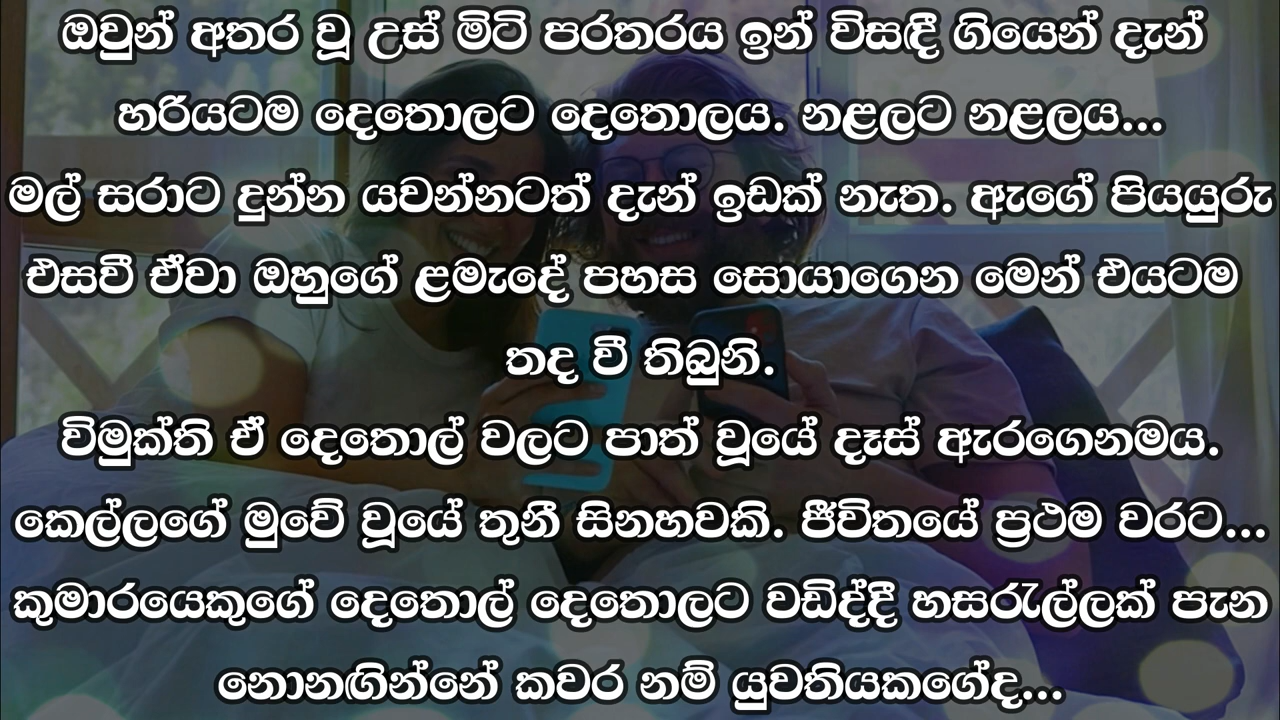 ඔවුන් අතර වූ උස් මිටි පරතරය ඉන් විසඳී ගියෙන් දැන්
හරියටම දෙතොලට දෙතොලය. නළලට නළලය...
මල් සරාට දුන්න යවන්නටත් දැන් ඉඩක් නැත. ඇගේ පියයුරු
එසවී ඒවා ඔහුගේ ළමැදේ පහස සොයාගෙන මෙන් එයටම
තද වී තිබුනි.
විමුක්ති ඒ දෙතොල් වලට පාත් වූයේ දෑස් ඇරගෙනමය.
කෙල්ලගේ මුවේ වූයේ තුනී සිනහවකි. ජීවිතයේ ප්‍රථම වරට...
කුමාරයෙකුගේ දෙතොල් දෙතොලට වඩිද්දී හසරැල්ලක් පැන
නොනඟින්නේ කවර නම් යුවතියකගේද...